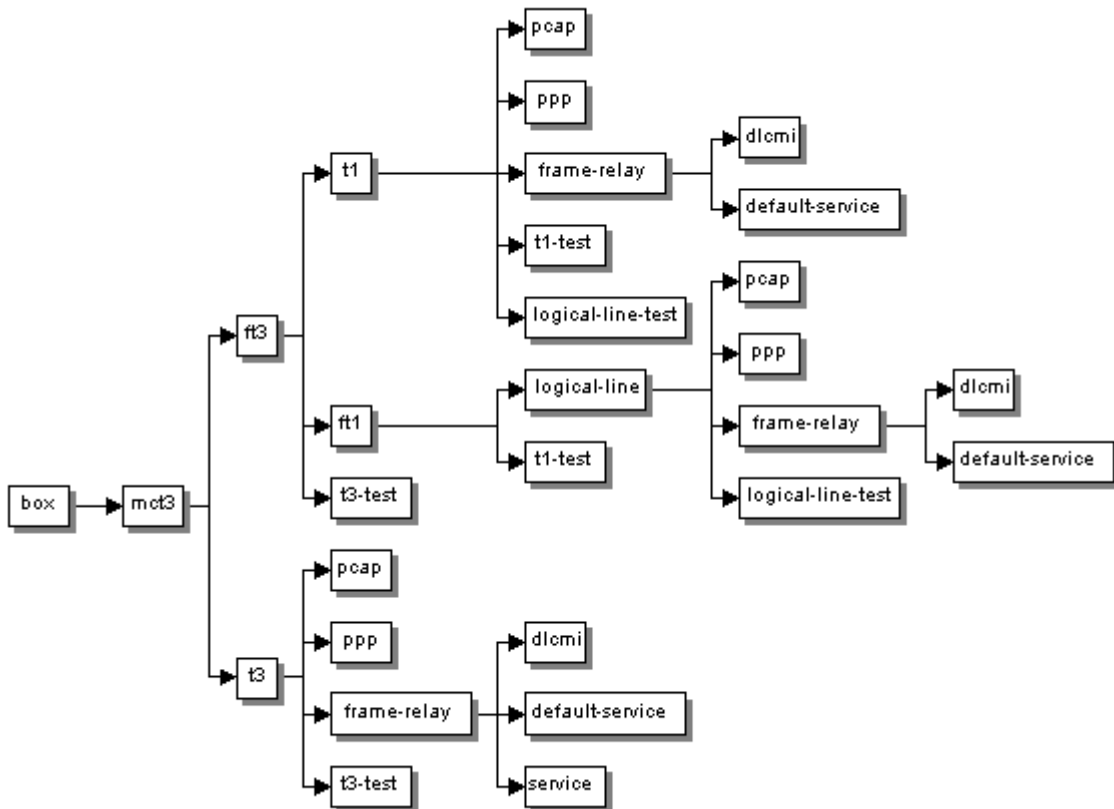 pcap
ppp
dlcmi
t1
frame-relay
default-service
t1-test
pcap
logical-line-test
ft3
ppp
logical-line
dlcmi
ft1
frame-relay
t1-test
default-service
box
mct3
t3-test
logical-line-test
pcap
ppp
dlcmi
t3
frame-relay
default-service
t3-test
service